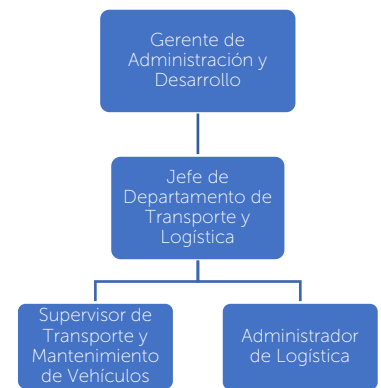 Gerente de
Administración y
Desarrollo
Jefe de
Departamento de
Transporte y
Logística
Supervisor de
Transporte y
Mantenimiento
de Vehículos
Administrador
de Logística